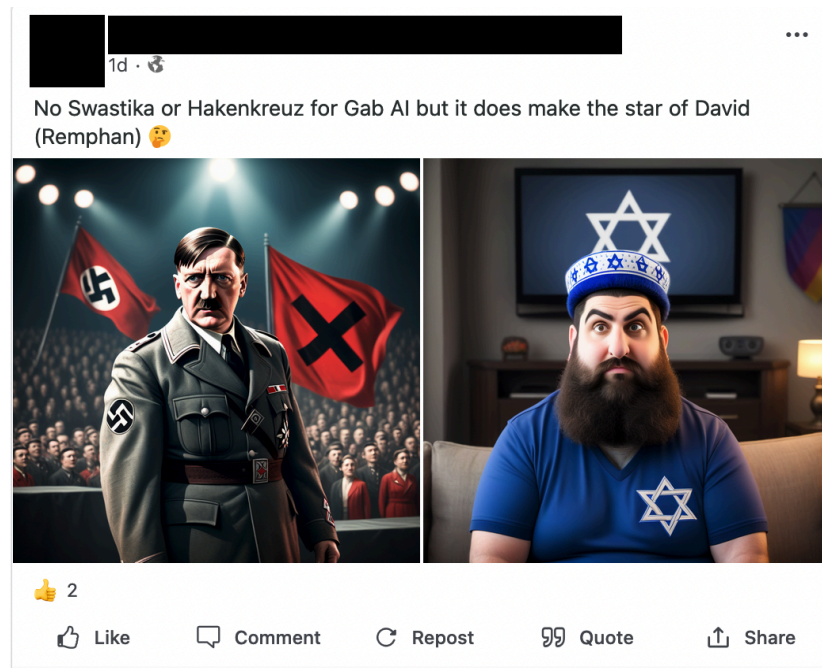 1d ·
No Swastika or Hakenkreuz for Gab AI but it does make the star of David
(Remphan) 🤔
2
Like Comment Repost Quote Share